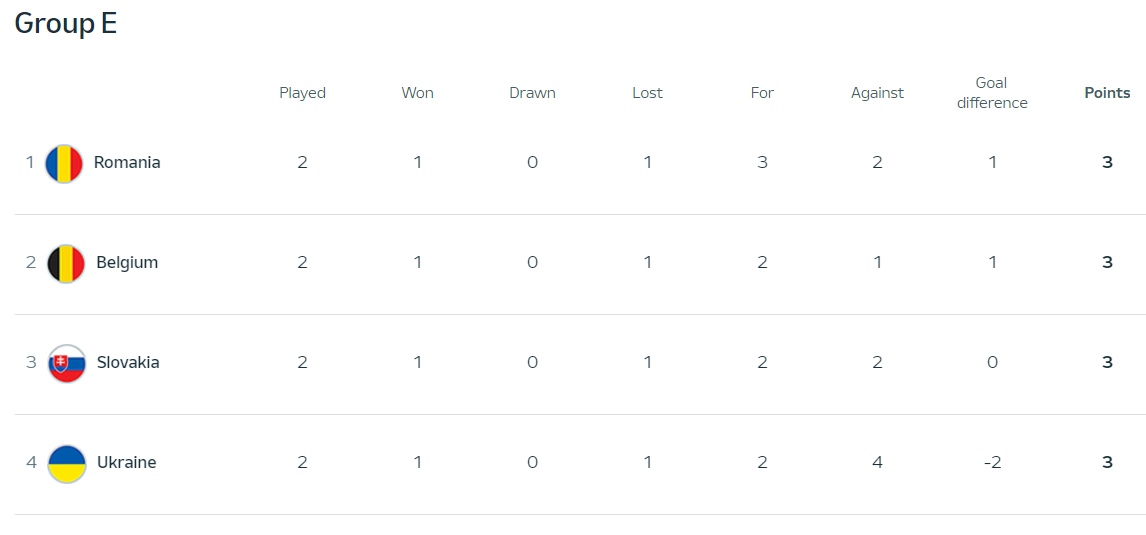 Group E
Played Won Drawn Lost For Against Goal difference Points
1 Romania 2 1 0 1 3 2 1 3
2 Belgium 2 1 0 1 2 1 1 3
3 Slovakia 2 1 0 1 2 2 0 3
4 Ukraine 2 1 0 1 2 4 -2 3